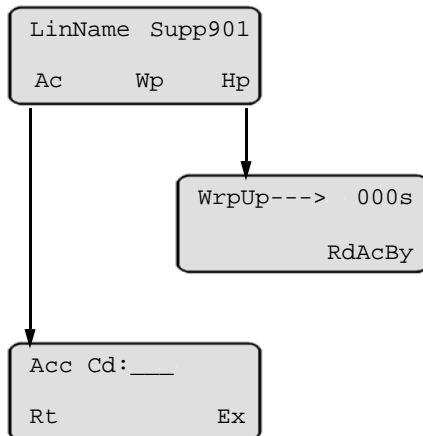 LinName Supp901
Ac Wp Hp
WrpUp---> 000s
RdAcBy
Acc Cd:___
Rt Ex